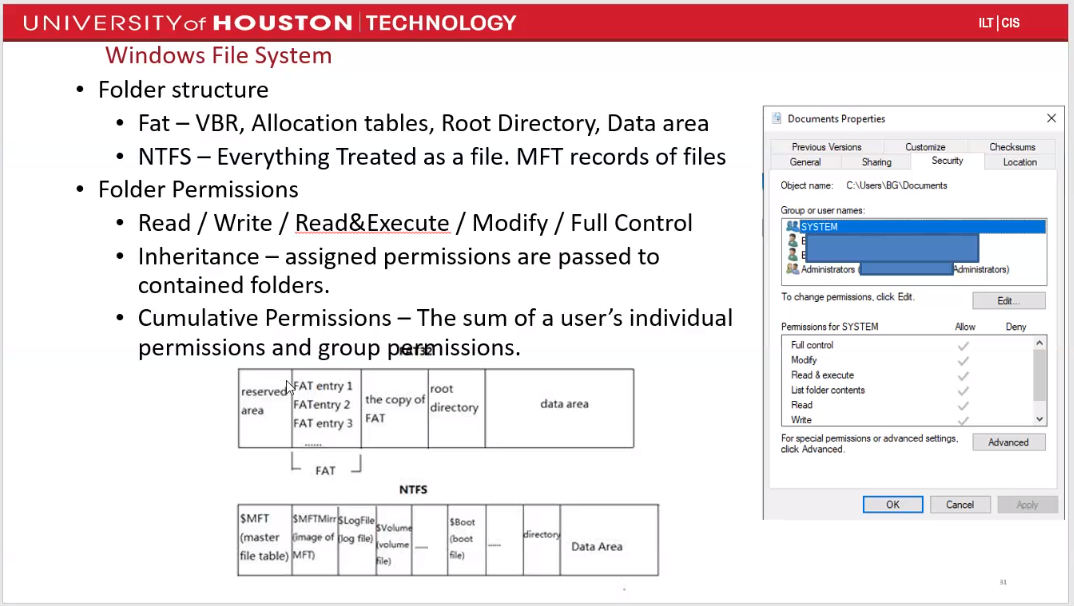 UNIVERSITY of HOUSTON | TECHNOLOGY
ILT | CIS
Windows File System
• Folder structure
• Fat – VBR, Allocation tables, Root Directory, Data area
• NTFS – Everything Treated as a file. MFT records of files
• Folder Permissions
• Read / Write / Read&Execute / Modify / Full Control
• Inheritance – assigned permissions are passed to
contained folders.
• Cumulative Permissions – The sum of a user's individual
permissions and group permissions.
reserved
area
FAT entry 1
FATentry 2
FAT entry 3
......
the copy of
FAT
root
directory
data area
FAT
NTFS
$MFT
(master
file table)
$MFTMirr
(image of
MFT)
$LogFile
(log file)
$Volume
(volume
file)
......
$Boot
(boot
file)
......
directory
Data Area
Documents Properties
Previous Versions
Customize
Checksums
General
Sharing
Security
Location
Object name: C:\Users\BG\Documents
Group or user names:
SYSTEM
Administrators (
Administrators)
To change permissions, click Edit.
Edit...
Permissions for SYSTEM
Allow
Deny
Full control
Modify
Read & execute
List folder contents
Read
Write
For special permissions or advanced settings,
click Advanced.
Advanced
OK
Cancel
Apply